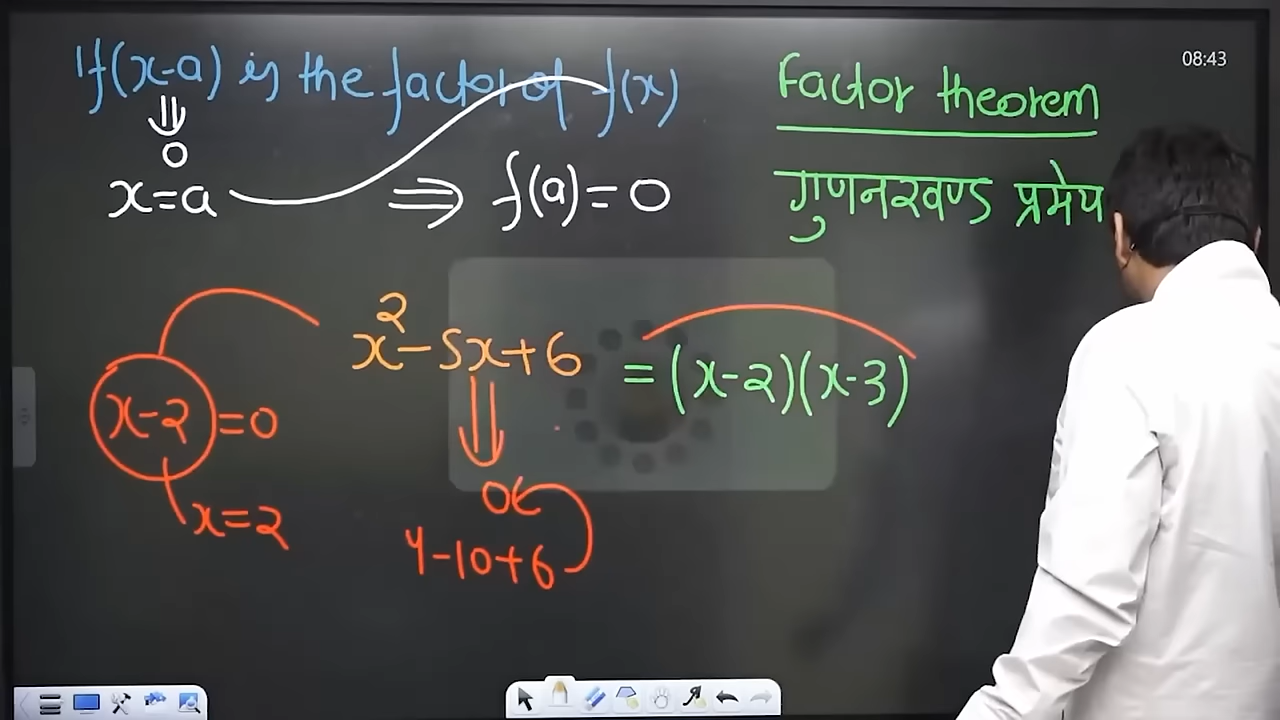 If (x-a) is the factor of f(x)
0
x=a ⇒ f(a)=0
Factor theorem
गुणनखण्ड प्रमेय
08:43
x²-5x+6 = (x-2)(x-3)
x-2=0
x=2
0
4-10+6